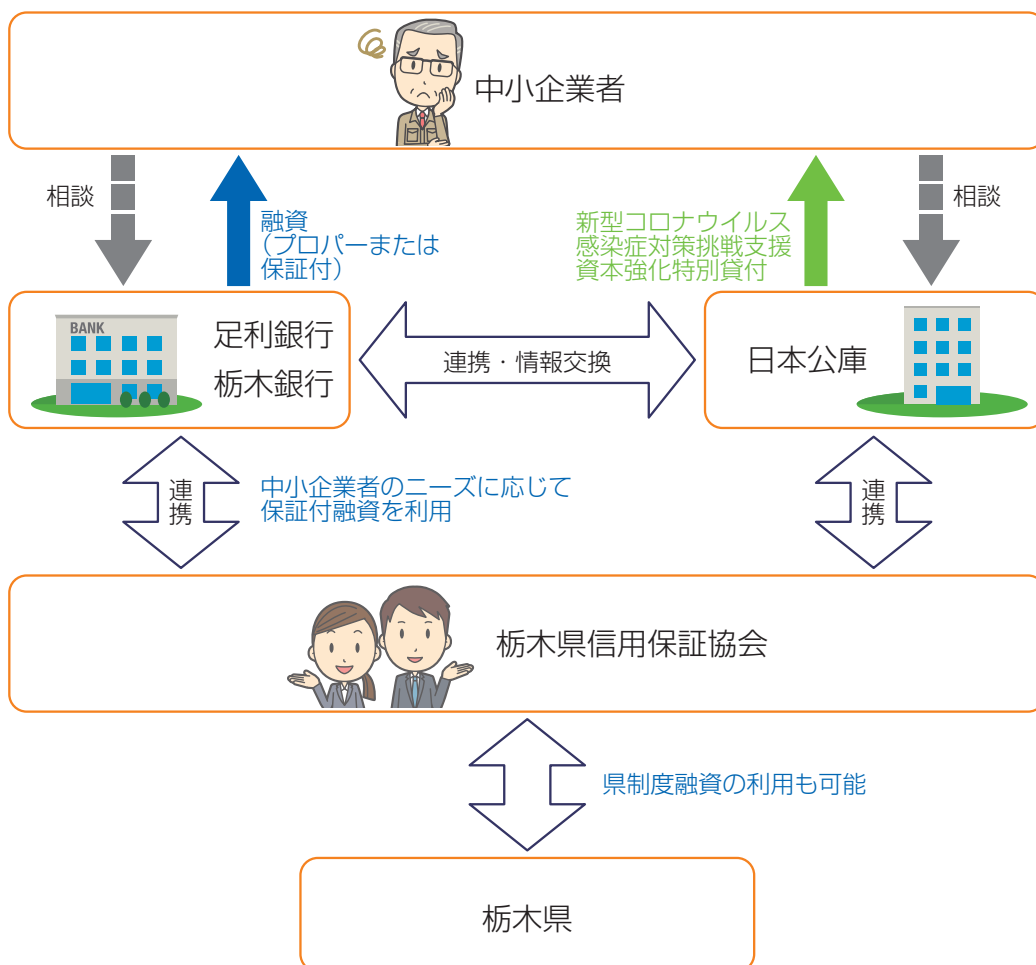 中小企業者
相談
融資
（プロパーまたは
保証付）
新型コロナウイルス
感染症対策挑戦支援
資本強化特別貸付
相談
BANK
足利銀行
栃木銀行
連携・情報交換
日本公庫
連携
中小企業者のニーズに応じて
保証付融資を利用
連携
栃木県信用保証協会
県制度融資の利用も可能
栃木県